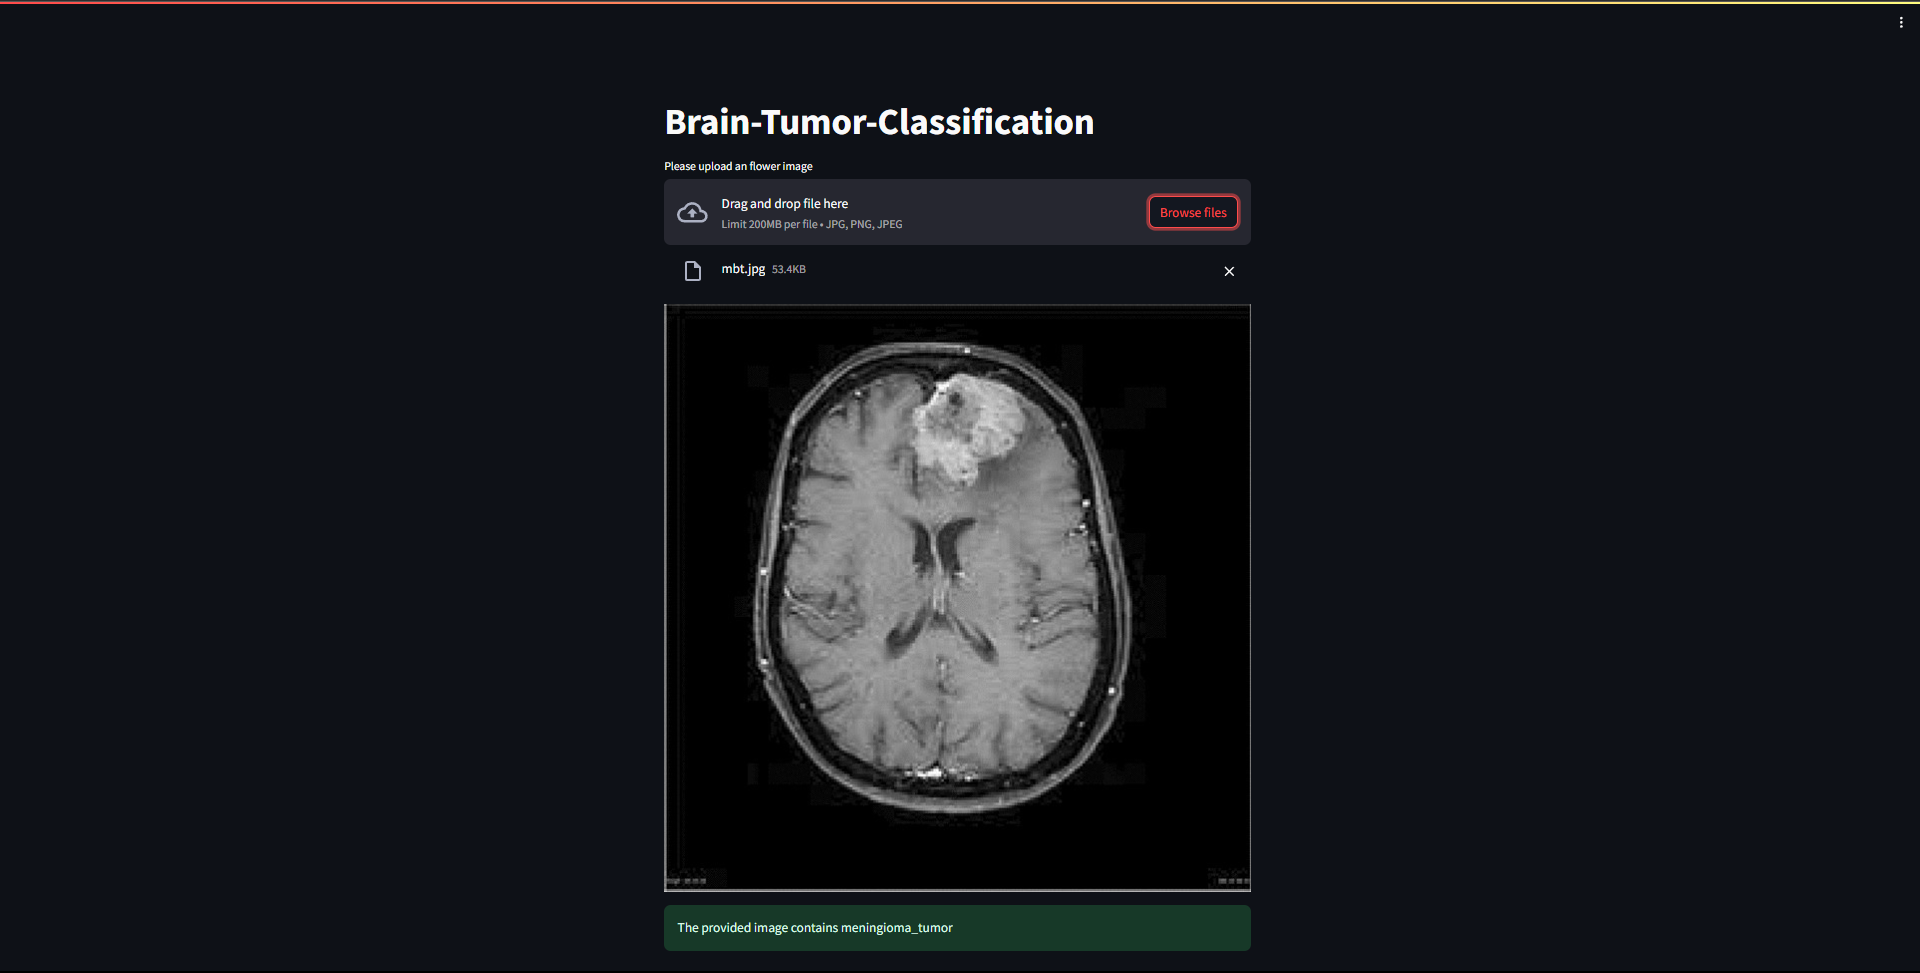 Brain-Tumor-Classification
Please upload an flower image
Drag and drop file here
Limit 200MB per file • JPG, PNG, JPEG
Browse files
mbt.jpg 53.4KB
The provided image contains meningioma_tumor